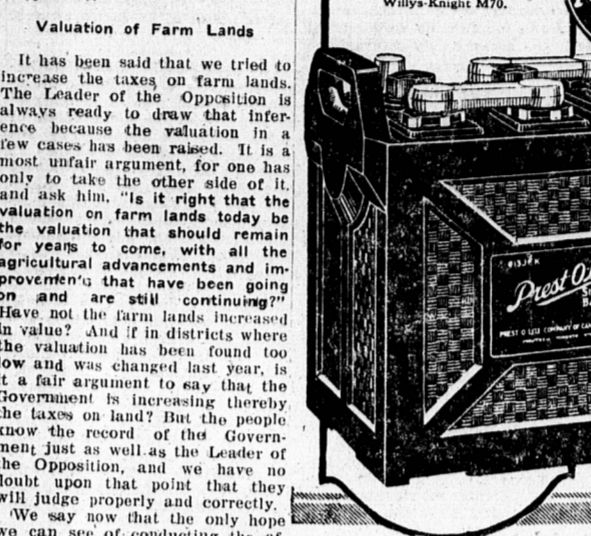 Valuation of Farm Lands
It has been said that we tried to
increase the taxes on farm lands.
The Leader of the Opposition is
always ready to draw that infer-
ence because the valuation in a
few cases has been raised. It is a
most unfair argument, for one has
only to take the other side of it,
and ask him, "Is it right that the
valuation on farm lands today be
the valuation that should remain
for years to come, with all the
agricultural advancements and im-
provements that have been going
on and are still continuing?"
Have not the farm lands increased
in value? And if in districts where
the valuation has been found too
low and was changed last year, is
it a fair argument to say that the
Government is increasing thereby
the taxes on land? But the people
know the record of the Govern-
ment just as well as the Leader of
the Opposition, and we have no
doubt upon that point that they
will judge properly and correctly.
We say now that the only hope
we can see of conducting the af-
Willys-Knight M70.
Prest-O
PREST O LITE COMPANY OF CA